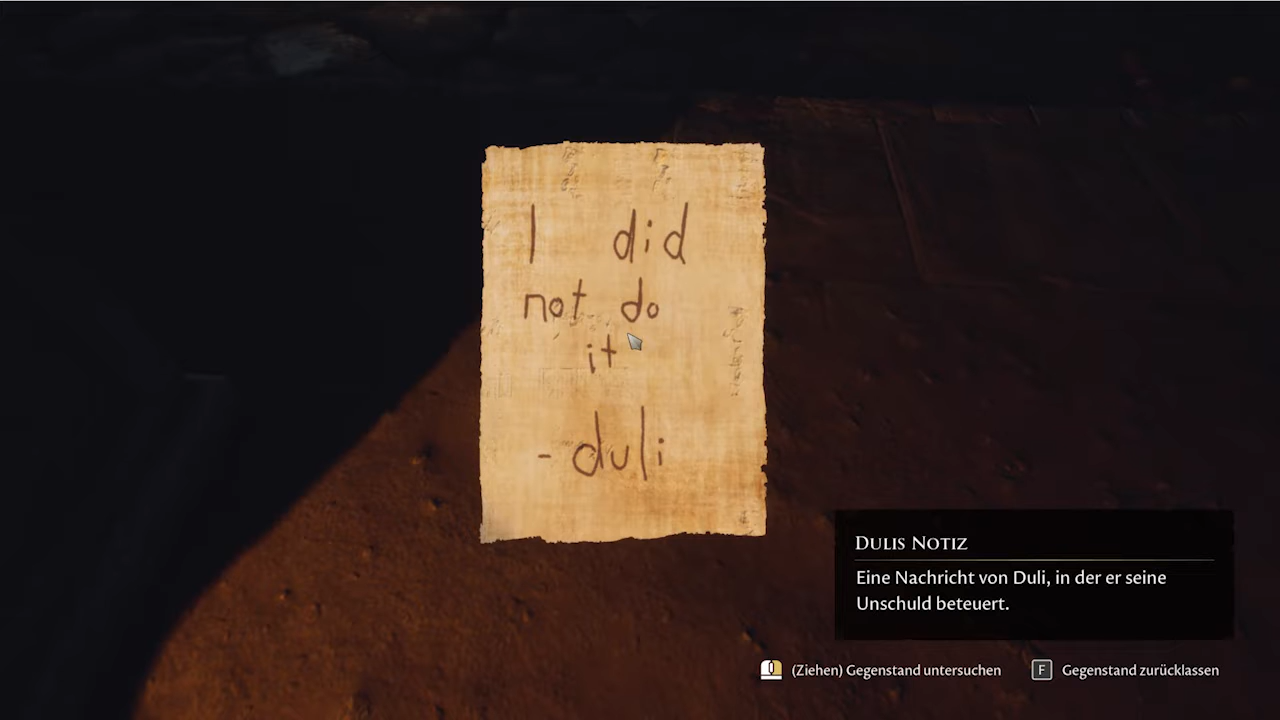 I did
not do
it
- duli
DULIS NOTIZ
Eine Nachricht von Duli, in der er seine
Unschuld beteuert.
(Ziehen) Gegenstand untersuchen
F Gegenstand zurücklassen